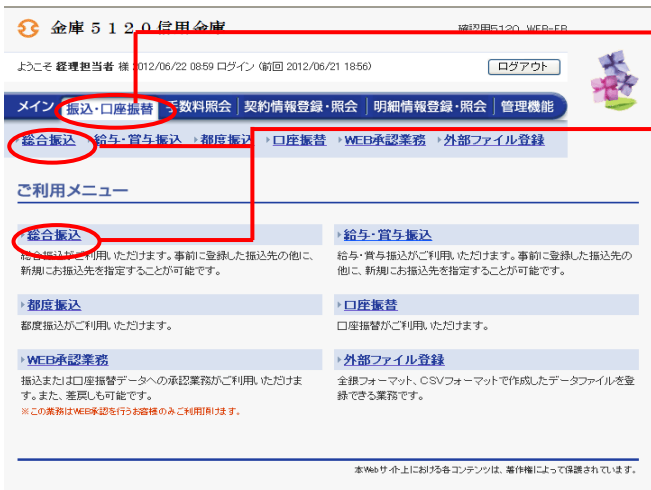 金庫5120信用金庫
確認用5120 WEB-FB
ようこそ 経理担当者 様 2012/06/22 0859 ログイン (前回 2012/06/21 1856)
ログアウト
メイン 振込・口座振替 手数料照会 契約情報登録・照会 明細情報登録・照会 管理機能
総合振込 給与・賞与振込 都度振込 口座振替 WEB承認業務 外部ファイル登録
ご利用メニュー
総合振込
総合振込がご利用いただけます。事前に登録した振込先の他に、
新規にお振込先を指定することが可能です。
給与・賞与振込
給与・賞与振込がご利用いただけます。事前に登録した振込先の
他に、新規にお振込先を指定することが可能です。
都度振込
都度振込がご利用いただけます。
口座振替
口座振替がご利用いただけます。
WEB承認業務
振込または口座振替データへの承認業務がご利用いただけま
す。また、差戻しも可能です。
※この業務はWEB承認を行うお客様のみご利用頂けます。
外部ファイル登録
全銀フォーマット、CSVフォーマットで作成したデータファイルを登
録できる業務です。
本Webサイト上における各コンテンツは、著作権によって保護されています。